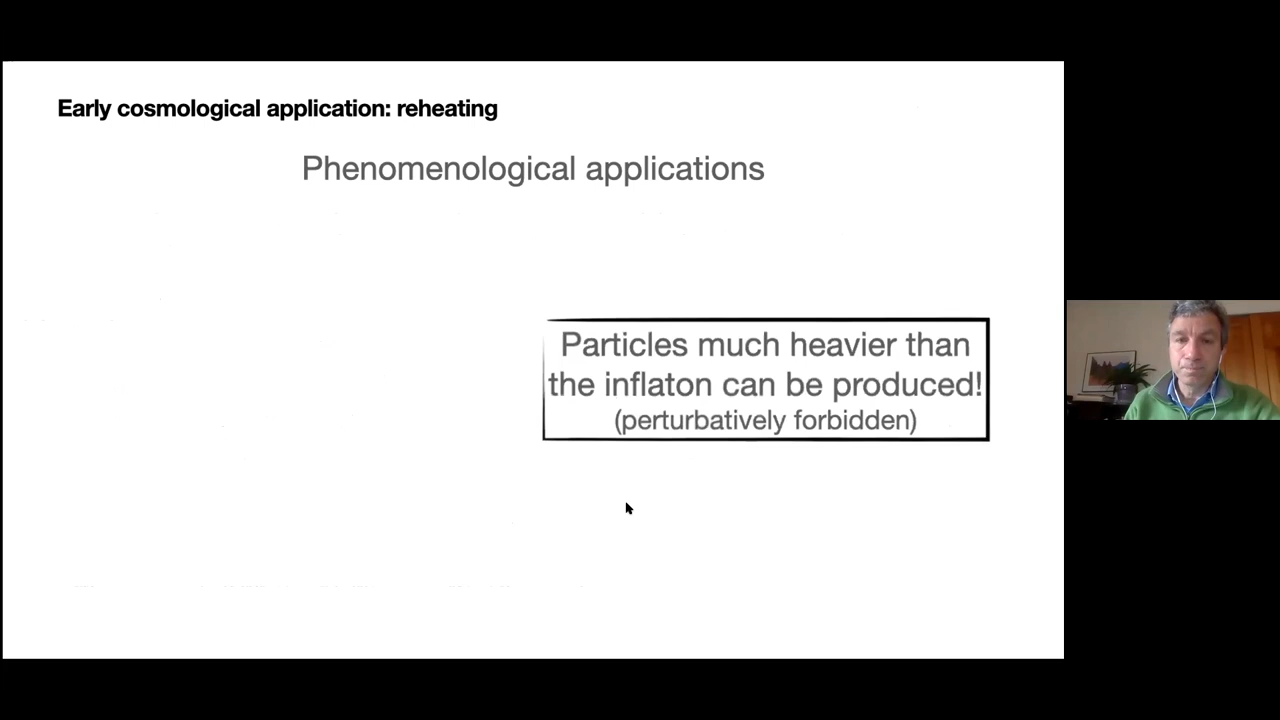 Early cosmological application: reheating
Phenomenological applications
Particles much heavier than
the inflaton can be produced!
(perturbatively forbidden)